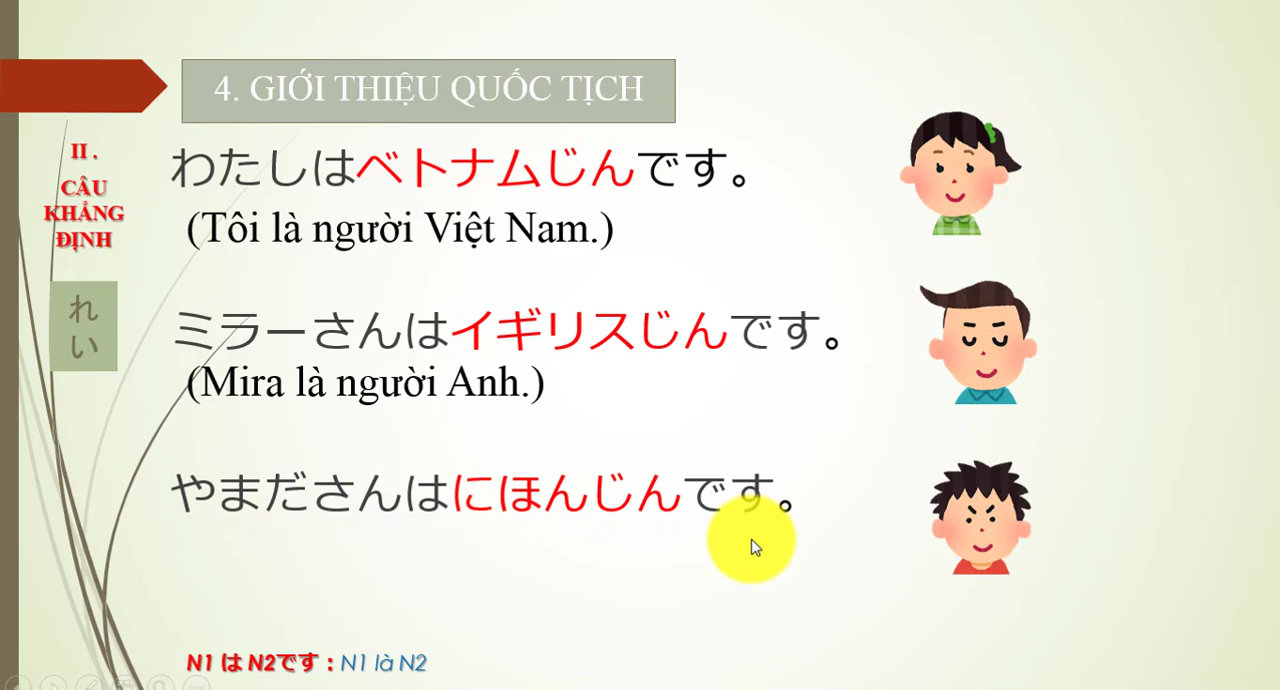 4. GIỚI THIỆU QUỐC TỊCH
II .
CÂU
KHẲNG
ĐỊNH
れ
い
わたしはベトナムじんです。
(Tôi là người Việt Nam.)
ミラーさんはイギリスじんです。
(Mira là người Anh.)
やまださんはにほんじんです。
N1 は N2です : N1 là N2